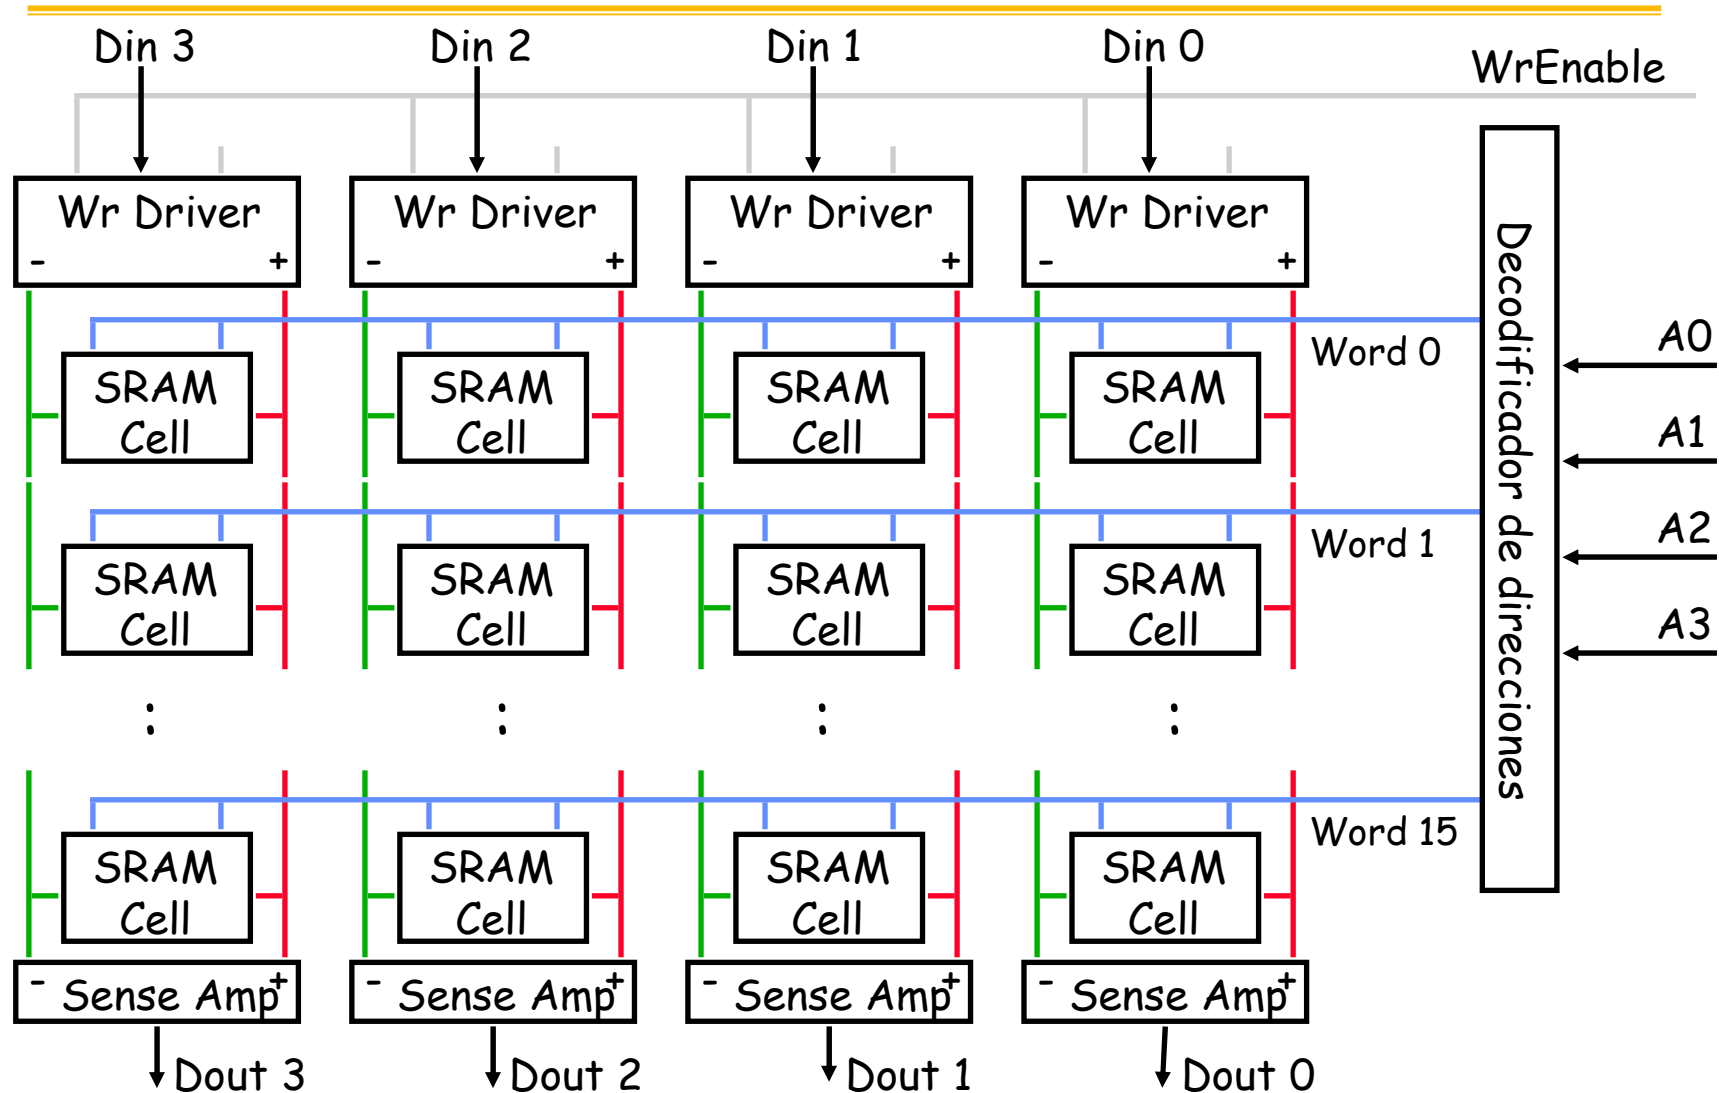 Din 3 Din 2 Din 1 Din 0
WrEnable
Wr Driver Wr Driver Wr Driver Wr Driver
- + - + - + - +
Word 0
A0
SRAM SRAM SRAM SRAM
Cell Cell Cell Cell
A1
Word 1
A2
SRAM SRAM SRAM SRAM
Cell Cell Cell Cell
A3
Decodificador de direcciones
: : : :
Word 15
SRAM SRAM SRAM SRAM
Cell Cell Cell Cell
- Sense Amp + - Sense Amp + - Sense Amp + - Sense Amp +
Dout 3 Dout 2 Dout 1 Dout 0